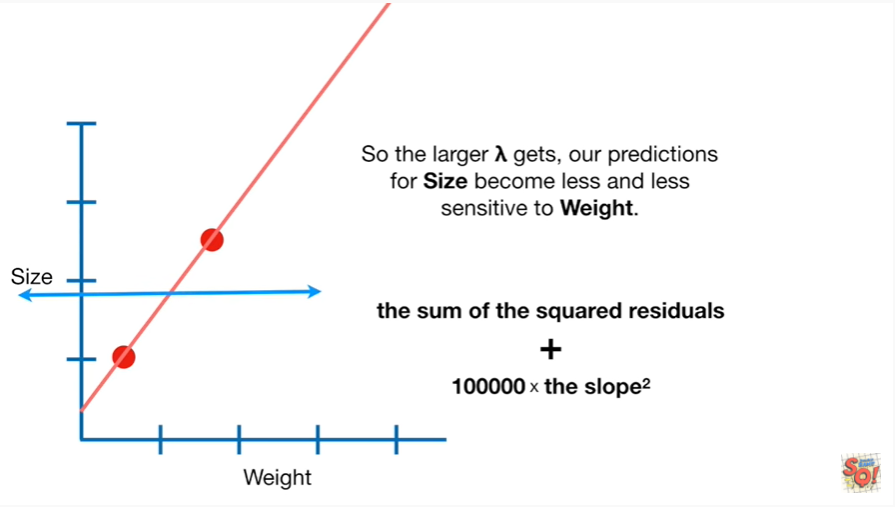 So the larger λ gets, our predictions
for Size become less and less
sensitive to Weight.
Size
the sum of the squared residuals
+
100000 x the slope²
Weight
SQ!